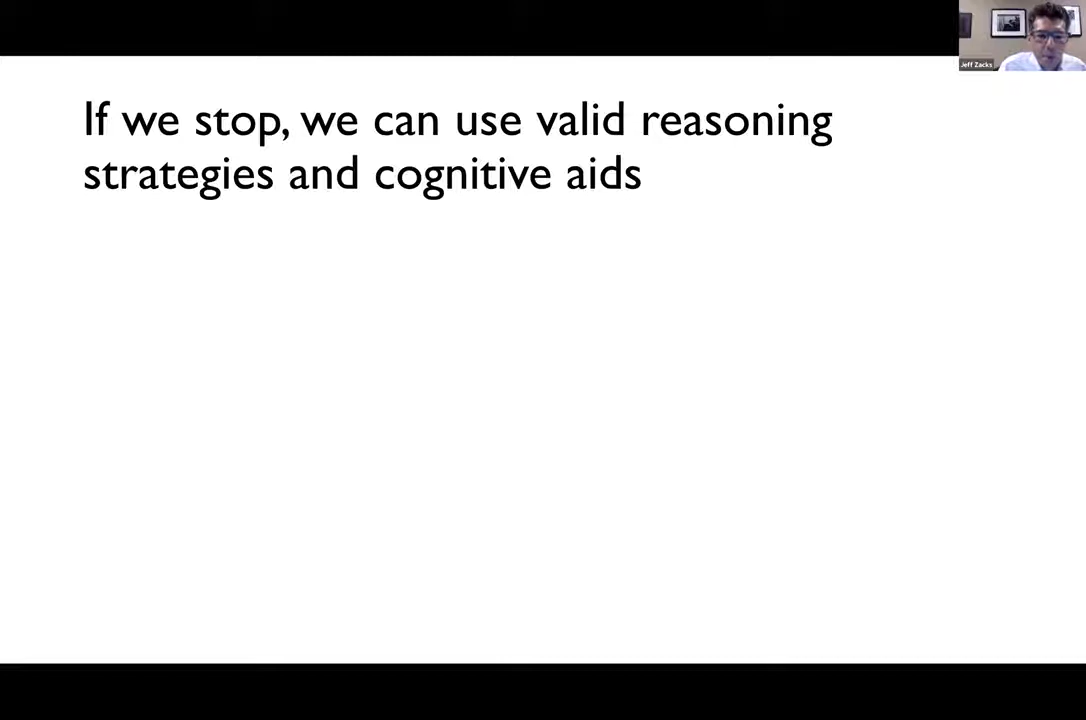 Jeff Zacks
If we stop, we can use valid reasoning
strategies and cognitive aids